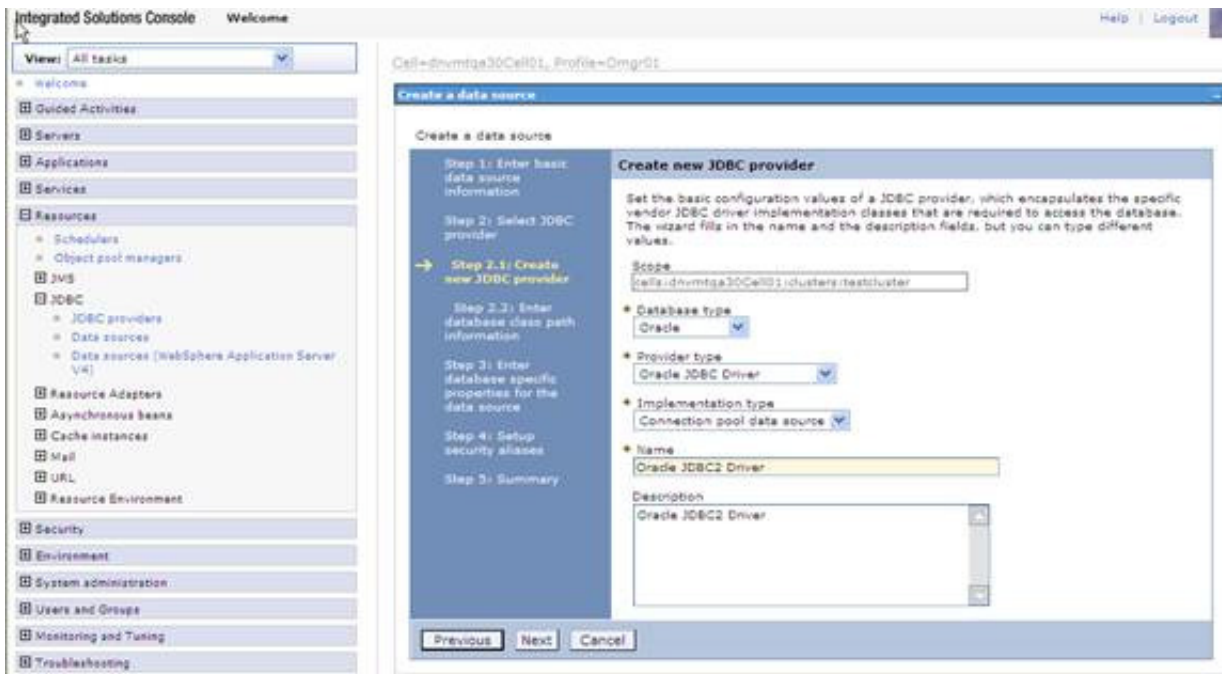 Integrated Solutions Console Welcome
Help | Logout
View: All tasks
Welcome
Guided Activities
Servers
Applications
Services
Resources
Schedulers
Object pool managers
JMS
JDBC
JDBC providers
Data sources
Data sources (WebSphere Application Server
V4)
Resource Adapters
Asynchronous beans
Cache instances
Mail
URL
Resource Environment
Security
Environment
System administration
Users and Groups
Monitoring and Tuning
Troubleshooting
Cell=dnvmtqa30Cell01, Profile=Dmgr01
Create a data source
Create a data source
Step 1: Enter basic
data source
information
Step 2: Select JDBC
provider
Step 2.1: Create
new JDBC provider
Step 2.2: Enter
database class path
information
Step 3: Enter
database specific
properties for the
data source
Step 4: Setup
security aliases
Step 5: Summary
Create new JDBC provider
Set the basic configuration values of a JDBC provider, which encapsulates the specific
vendor JDBC driver implementation classes that are required to access the database.
The wizard fills in the name and the description fields, but you can type different
values.
Scope
cells:dnvmtqa30Cell01:clusters:testcluster
Database type
Oracle
Provider type
Oracle JDBC Driver
Implementation type
Connection pool data source
Name
Oracle JDBC2 Driver
Description
Oracle JDBC2 Driver
Previous Next Cancel